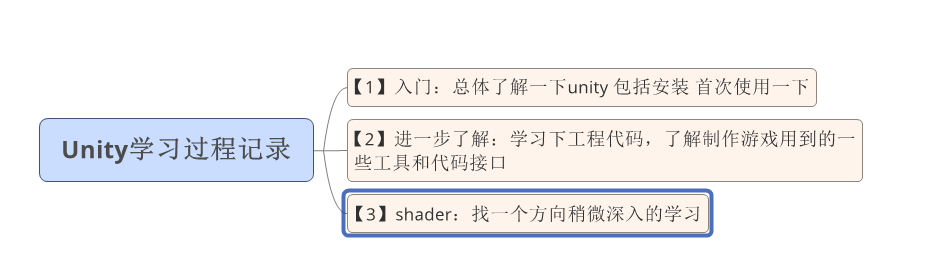 【1】入门：总体了解一下unity 包括安装 首次使用一下
Unity学习过程记录
【2】进一步了解：学习下工程代码，了解制作游戏用到的一
些工具和代码接口
【3】shader：找一个方向稍微深入的学习